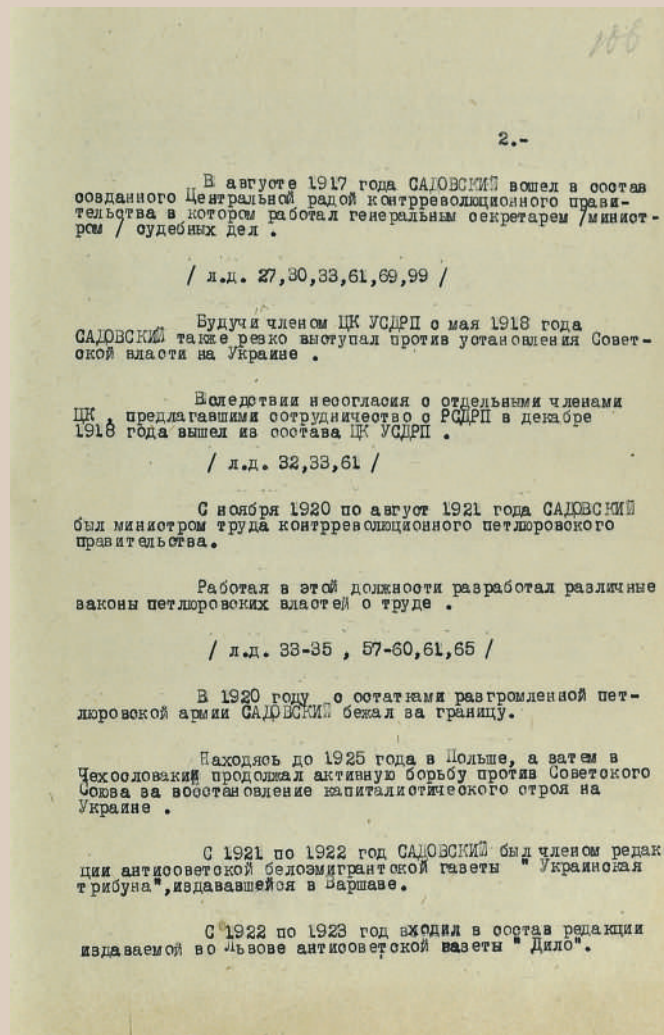 106
2.-
В августе 1917 года САДОВСКИЙ вошел в состав
созданного Центральной радой контрреволюционного прави-
тельства в котором работал генеральным секретарем /минист-
ром / судебных дел .
/ л.д. 27,30,33,61,69,99 /
Будучи членом ЦК УСДРП с мая 1918 года
САДОВСКИЙ также резко выступал против установления Совет-
ской власти на Украине .
Вследствии несогласия с отдельными членами
ЦК , предлагавшими сотрудничество с РСДРП в декабре
1918 года вышел из состава ЦК УСДРП .
/ л.д. 32,33,61 /
С ноября 1920 по август 1921 года САДОВСКИЙ
был министром труда контрреволюционного петлюровского
правительства.
Работая в этой должности разработал различные
законы петлюровских властей о труде .
/ л.д. 33-35 , 57-60,61,65 /
В 1920 году с остатками разгромленной пет-
люровской армии САДОВСКИЙ бежал за границу.
Находясь до 1925 года в Польше, а затем в
Чехословакий продолжал активную борьбу против Советского
Союза за восстановление капиталистического строя на
Украине .
С 1921 по 1922 год САДОВСКИЙ был членом редак
ции антисоветской белоэмигрантской газеты " Украинская
трибуна",издававшейся в Варшаве.
С 1922 по 1923 год входил в состав редакции
издаваемой во Львове антисоветской вазеты " Дило".